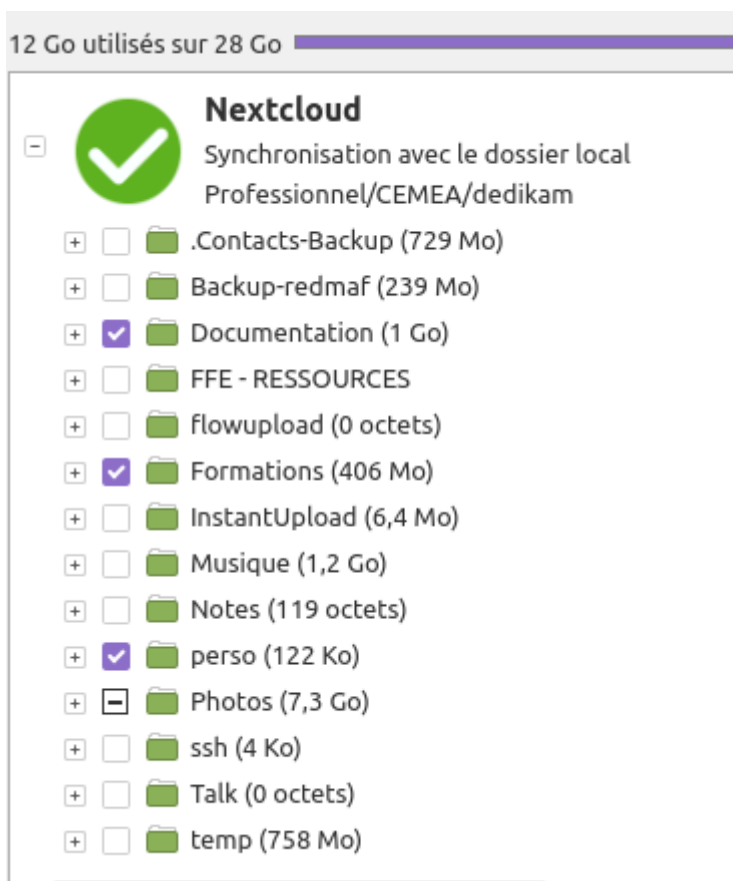 12 Go utilisés sur 28 Go
Nextcloud
Synchronisation avec le dossier local
Professionnel/CEMEA/dedikam
.Contacts-Backup (729 Mo)
Backup-redmaf (239 Mo)
Documentation (1 Go)
FFE - RESSOURCES
flowupload (0 octets)
Formations (406 Mo)
InstantUpload (6,4 Mo)
Musique (1,2 Go)
Notes (119 octets)
perso (122 Ko)
Photos (7,3 Go)
ssh (4 Ko)
Talk (0 octets)
temp (758 Mo)